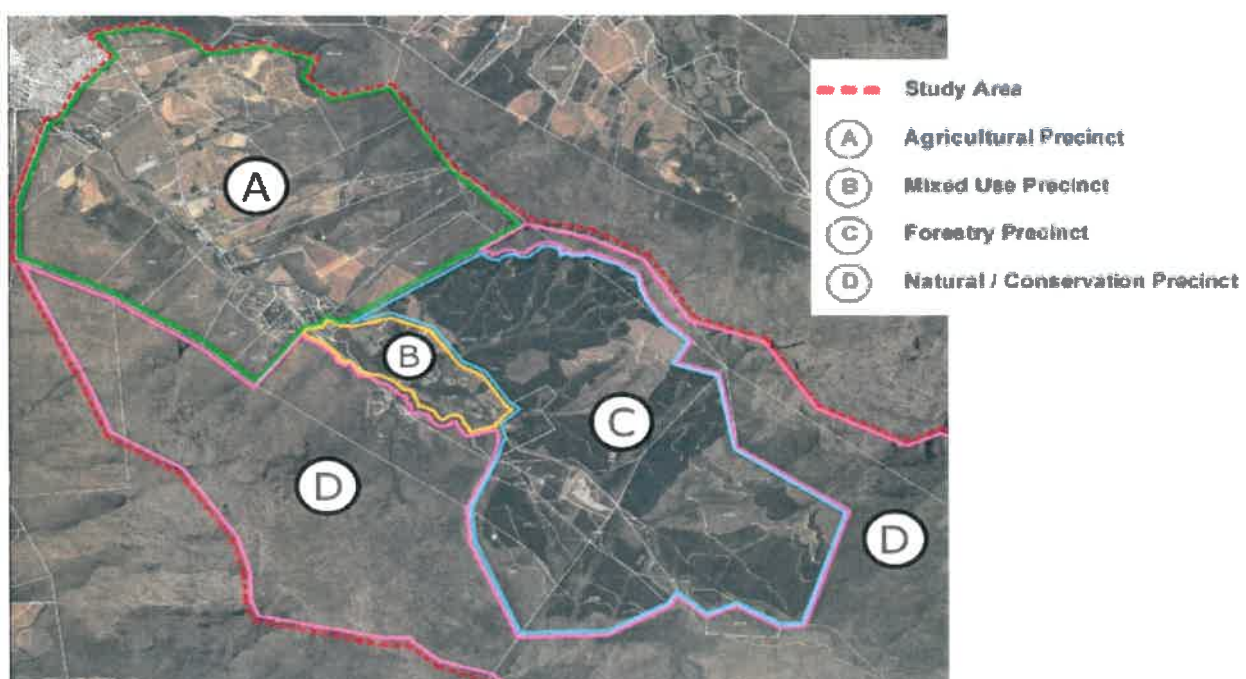 A
B
C
D
D
Study Area
A Agricultural Precinct
B Mixed Use Precinct
C Forestry Precinct
D Natural / Conservation Precinct